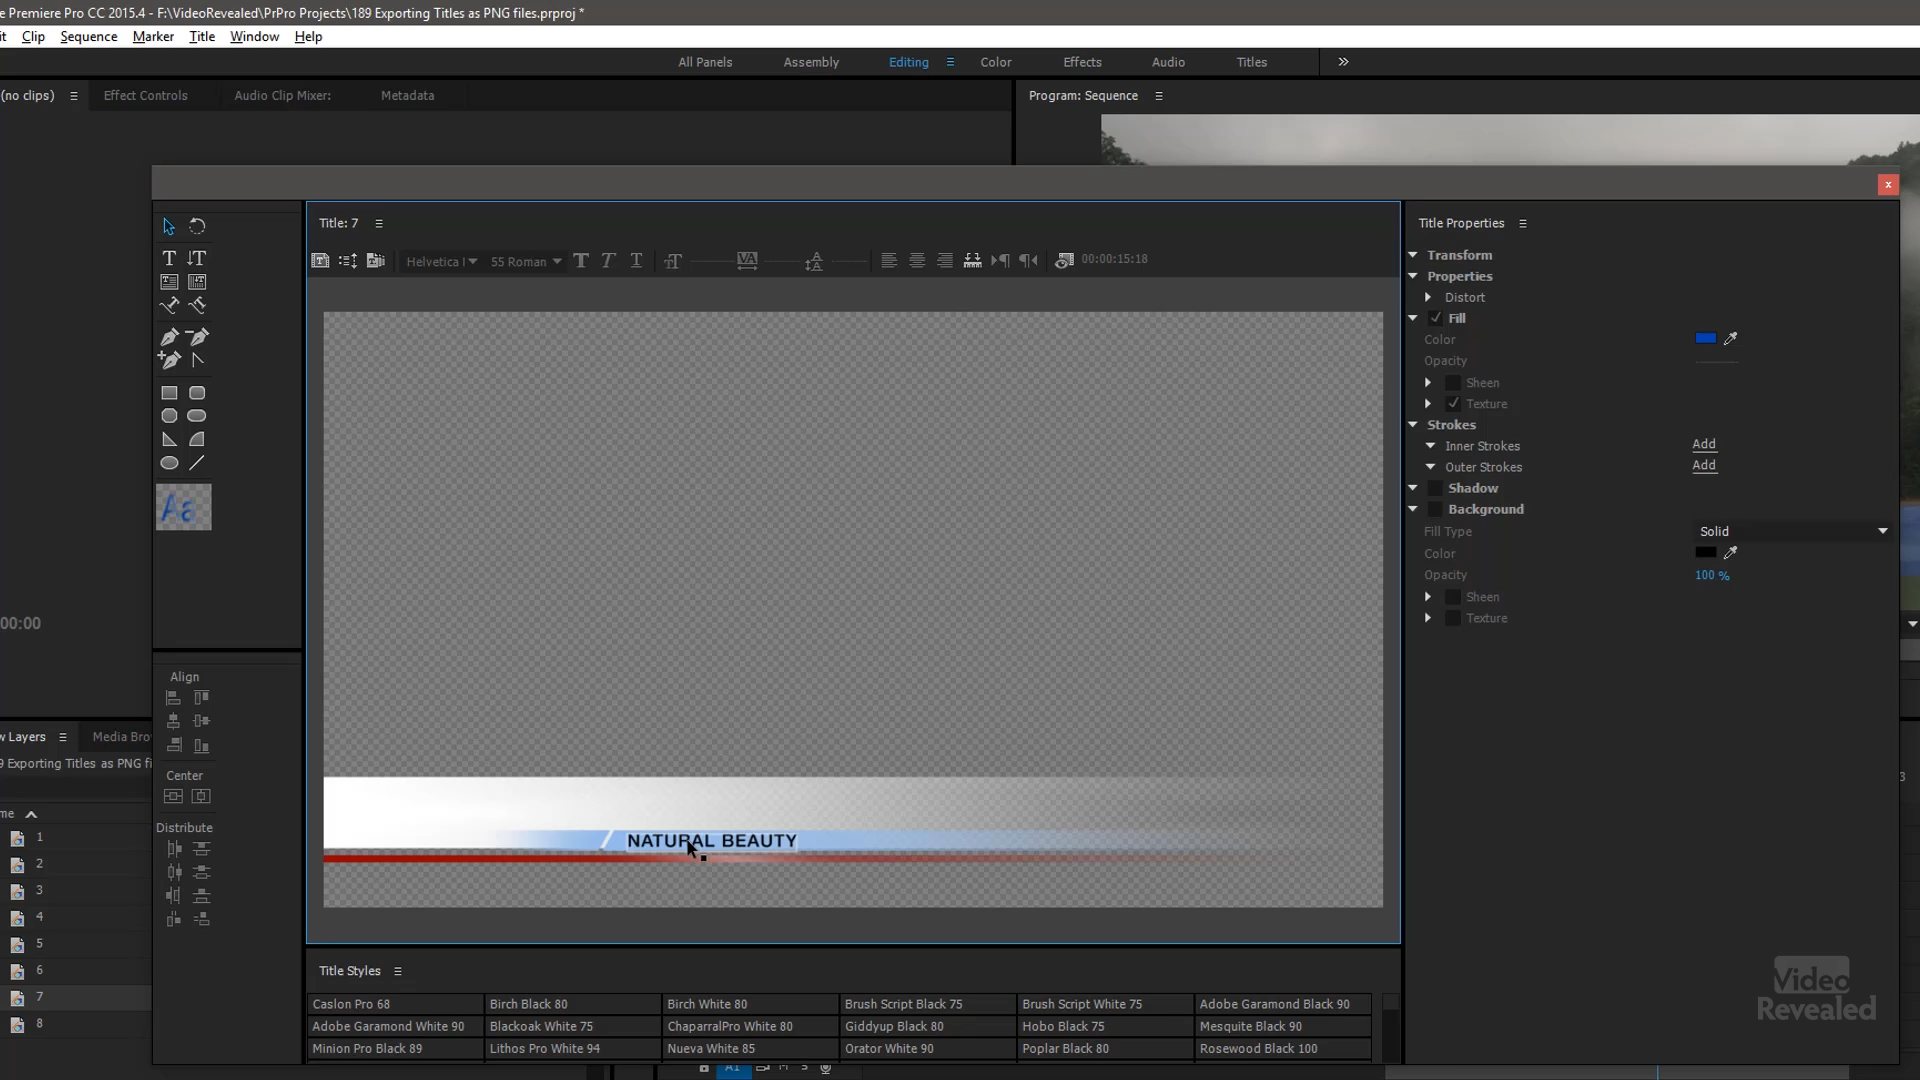 e Premiere Pro CC 2015.4 - F:\VideoRevealed\PrPro Projects\189 Exporting Titles as PNG files.prproj *
it Clip Sequence Marker Title Window Help
All Panels Assembly Editing Color Effects Audio Titles
(no clips) Effect Controls Audio Clip Mixer: Metadata
Program: Sequence
Title: 7
Title Properties
Helvetica 55 Roman 00:00:15:18
Transform
Properties
Distort
Fill
Color
Opacity
Sheen
Texture
Strokes
Inner Strokes Add
Outer Strokes Add
Shadow
Background
Fill Type Solid
Color
Opacity 100 %
Sheen
Texture
Aa
00:00
Align
Center
Distribute
w Layers Media Bro
9 Exporting Titles as PNG fi
me
1
2
3
4
5
6
7
8
NATURAL BEAUTY
Title Styles
Caslon Pro 68 Birch Black 80 Birch White 80 Brush Script Black 75 Brush Script White 75 Adobe Garamond Black 90
Adobe Garamond White 90 Blackoak White 75 ChaparralPro White 80 Giddyup Black 80 Hobo Black 75 Mesquite Black 90
Minion Pro Black 89 Lithos Pro White 94 Nueva White 85 Orator White 90 Poplar Black 80 Rosewood Black 100
A1 M S
Video
Revealed